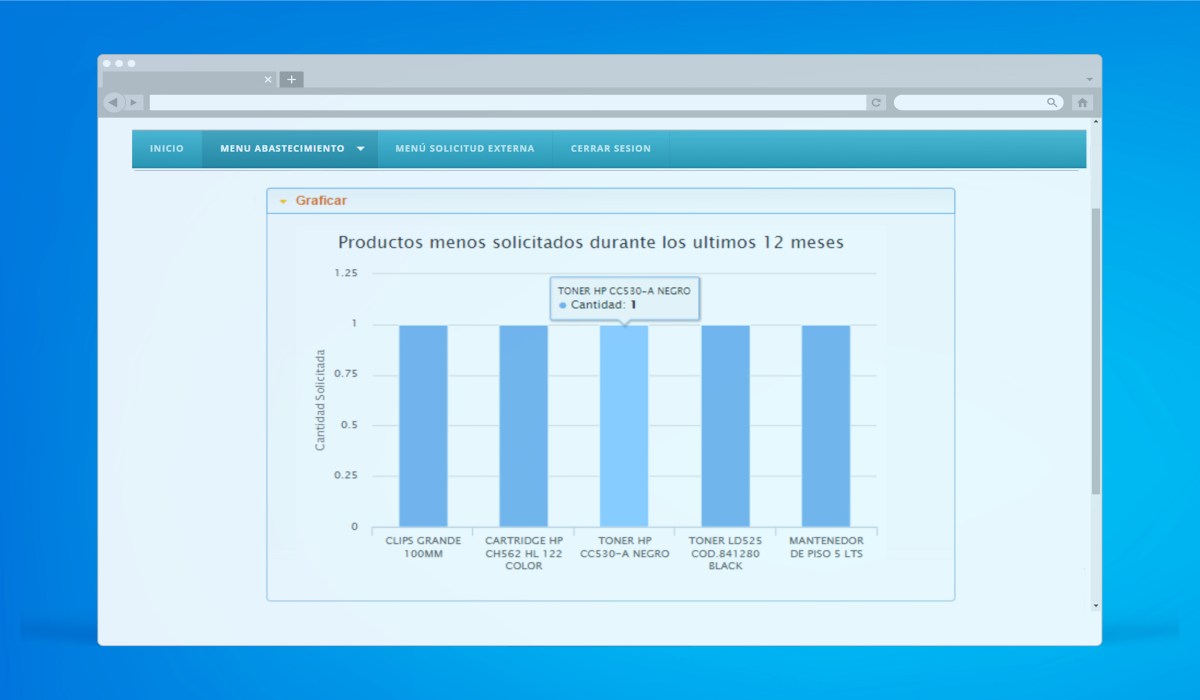 INICIO MENU ABASTECIMIENTO MENÚ SOLICITUD EXTERNA CERRAR SESION
Graficar
Productos menos solicitados durante los ultimos 12 meses
1.25
TONER HP CC530-A NEGRO
Cantidad: 1
1
0.75
0.5
0.25
0
Cantidad Solicitada
CLIPS GRANDE
100MM
CARTRIDGE HP
CH562 HL 122
COLOR
TONER HP
CC530-A NEGRO
TONER LD525
COD.841280
BLACK
MANTENEDOR
DE PISO 5 LTS